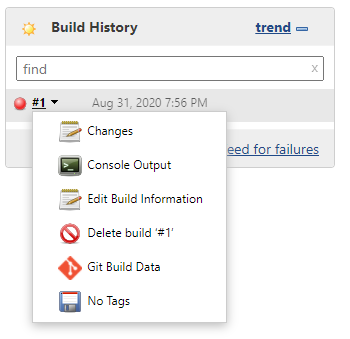 Build History trend
find x
#1 Aug 31, 2020 7:56 PM
Changes
Console Output
eed for failures
Edit Build Information
Delete build '#1'
Git Build Data
No Tags